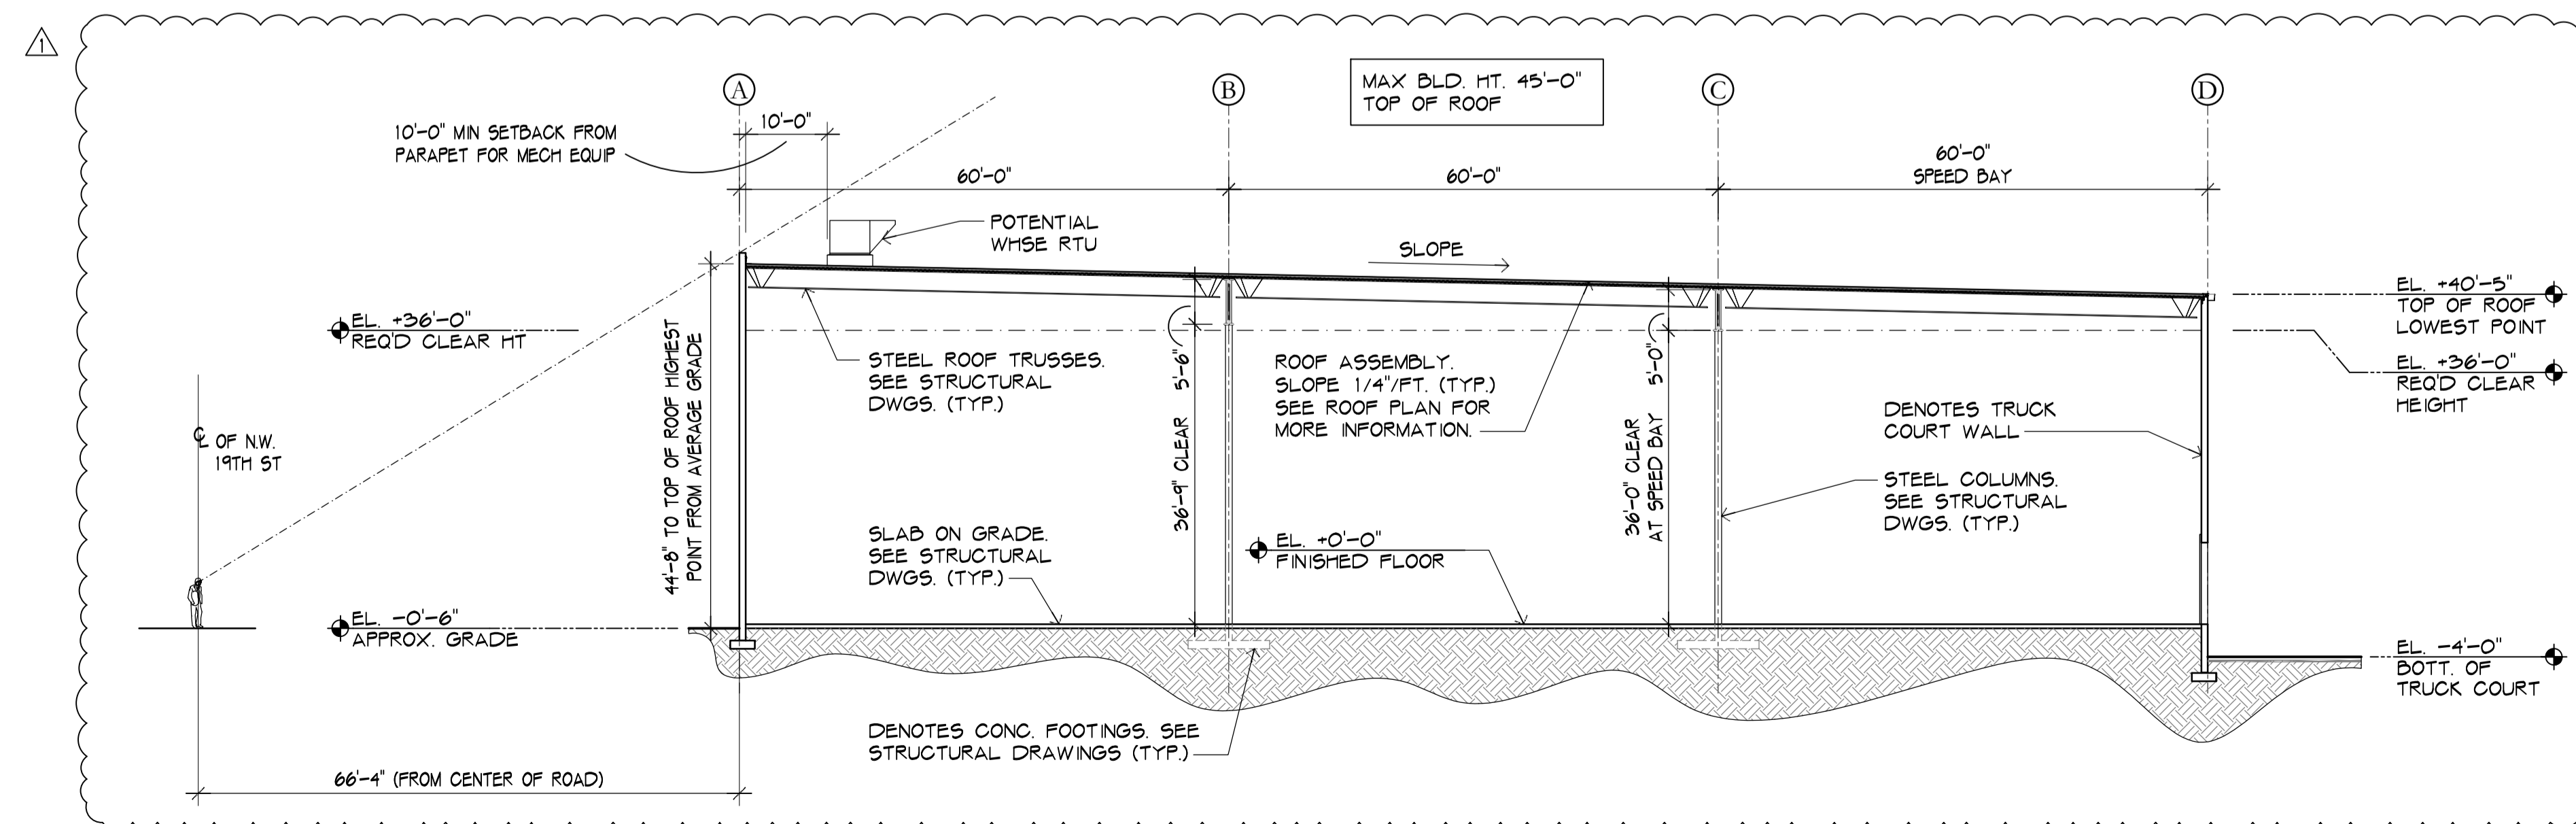 1
A
B
C
D
MAX BLD. HT. 45'-0"
TOP OF ROOF
10'-0" MIN SETBACK FROM
PARAPET FOR MECH EQUIP
10'-0"
60'-0"
60'-0"
60'-0"
SPEED BAY
POTENTIAL
WHSE RTU
SLOPE
EL. +36'-0"
REQ'D CLEAR HT
℄ OF N.W.
19TH ST
44'-8" TO TOP OF ROOF HIGHEST
POINT FROM AVERAGE GRADE
STEEL ROOF TRUSSES.
SEE STRUCTURAL
DWGS. (TYP.)
36'-9" CLEAR
5'-6"
ROOF ASSEMBLY.
SLOPE 1/4"/FT. (TYP.)
SEE ROOF PLAN FOR
MORE INFORMATION.
36'-0" CLEAR
AT SPEED BAY
5'-0"
DENOTES TRUCK
COURT WALL
STEEL COLUMNS.
SEE STRUCTURAL
DWGS. (TYP.)
EL. +40'-5"
TOP OF ROOF
LOWEST POINT
EL. +36'-0"
REQ'D CLEAR
HEIGHT
SLAB ON GRADE.
SEE STRUCTURAL
DWGS. (TYP.)
EL. +0'-0"
FINISHED FLOOR
EL. -0'-6"
APPROX. GRADE
EL. -4'-0"
BOTT. OF
TRUCK COURT
DENOTES CONC. FOOTINGS. SEE
STRUCTURAL DRAWINGS (TYP.)
66'-4" (FROM CENTER OF ROAD)